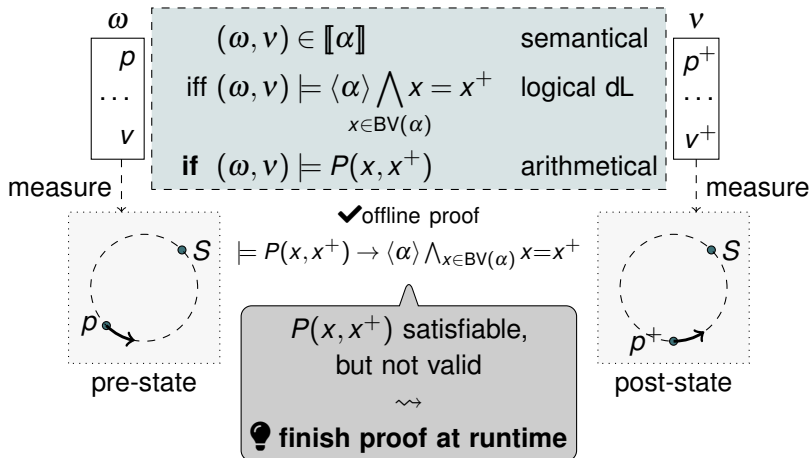 ω
p
...
v
(ω, ν) ∈ ⟦α⟧ semantical
iff (ω, ν) ⊨ ⟨α⟩ ⋀ x = x⁺ logical dL
x∈BV(α)
if (ω, ν) ⊨ P(x, x⁺) arithmetical
ν
p⁺
...
v⁺
measure
measure
✔offline proof
⊨ P(x, x⁺) → ⟨α⟩ ⋀x∈BV(α) x=x⁺
S
p
pre-state
S
p⁺
post-state
P(x, x⁺) satisfiable,
but not valid
⇝
finish proof at runtime